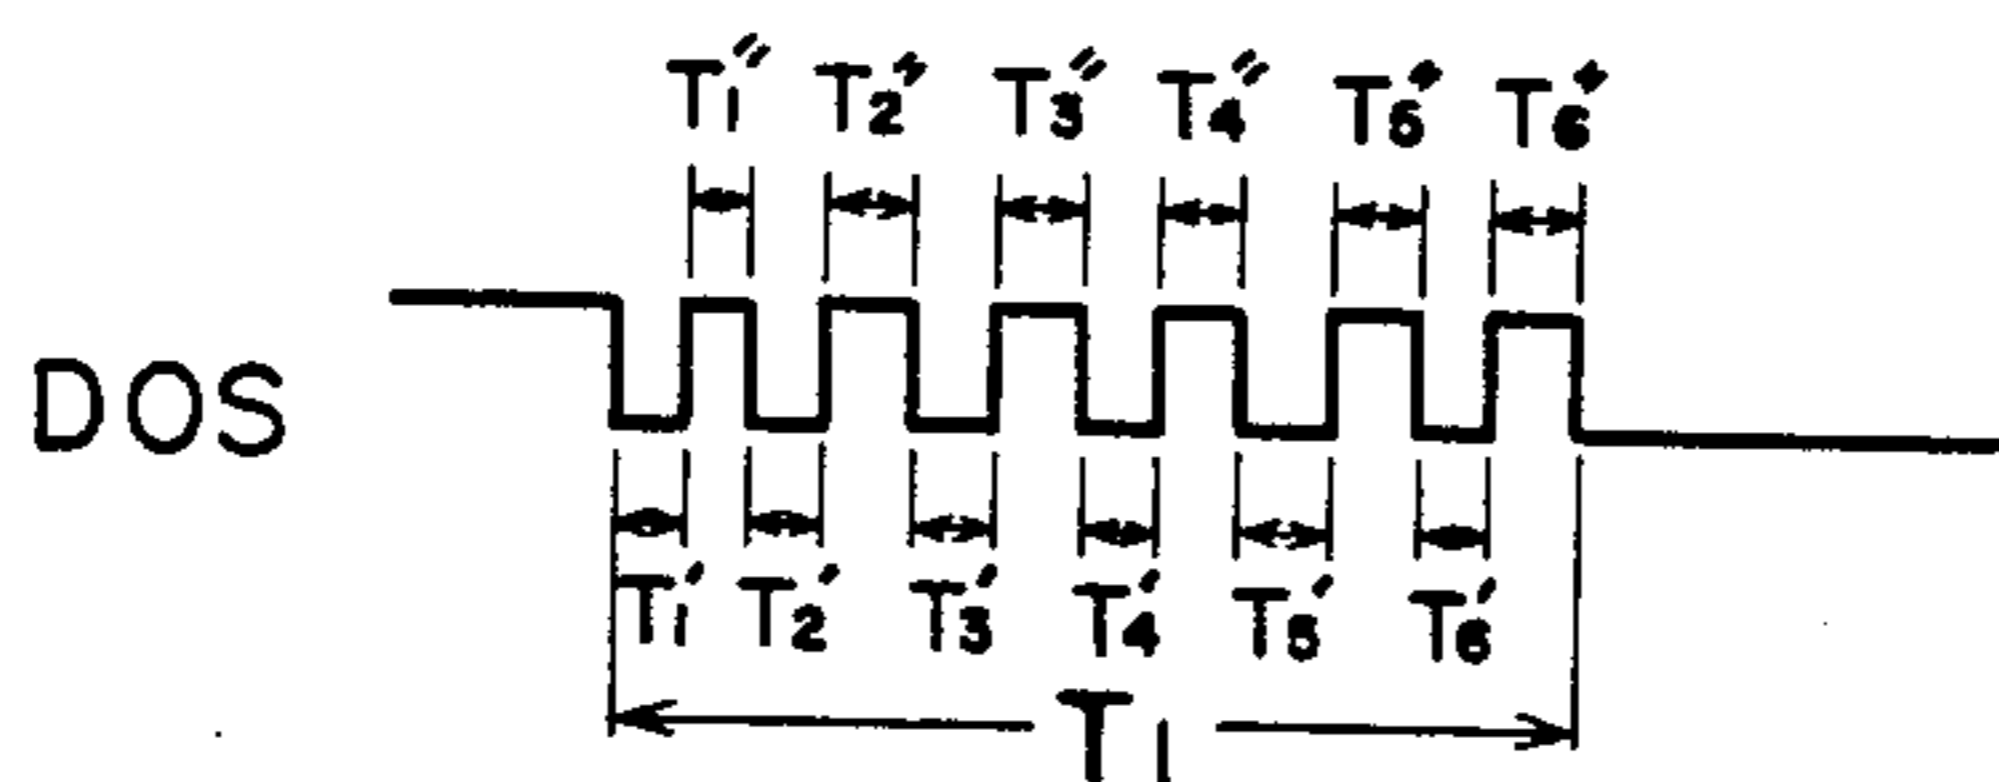 T₁″ T₂″ T₃″ T₄″ T₅″ T₆″
DOS
T₁′ T₂′ T₃′ T₄′ T₅′ T₆′
T₁